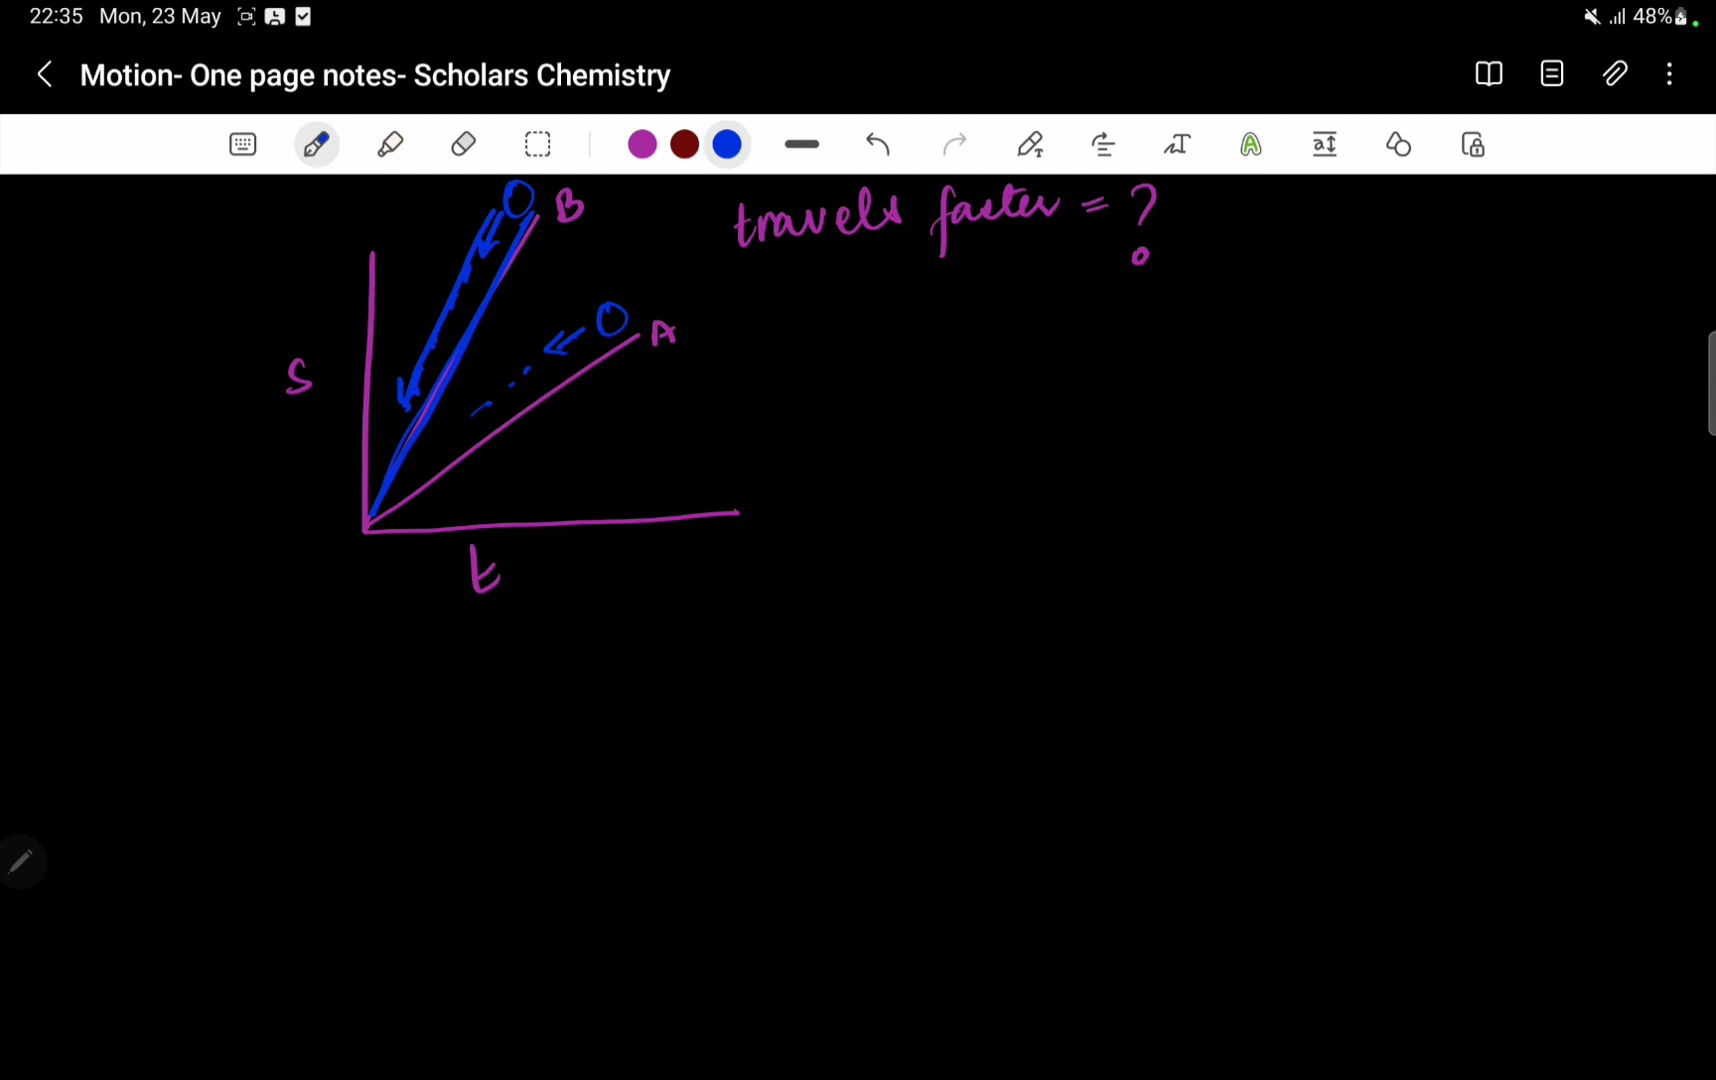 22:35 Mon, 23 May 48%
Motion- One page notes- Scholars Chemistry
B travels faster = ?
A
S
t